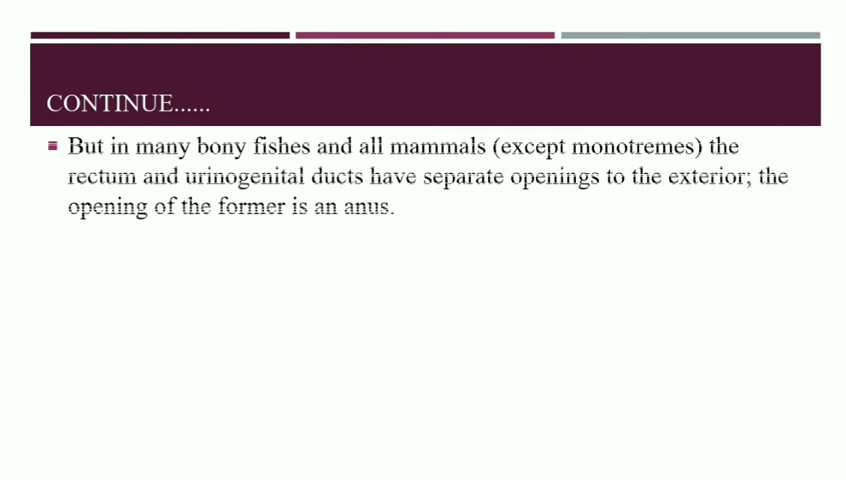 CONTINUE......
But in many bony fishes and all mammals (except monotremes) the
rectum and urinogenital ducts have separate openings to the exterior; the
opening of the former is an anus.